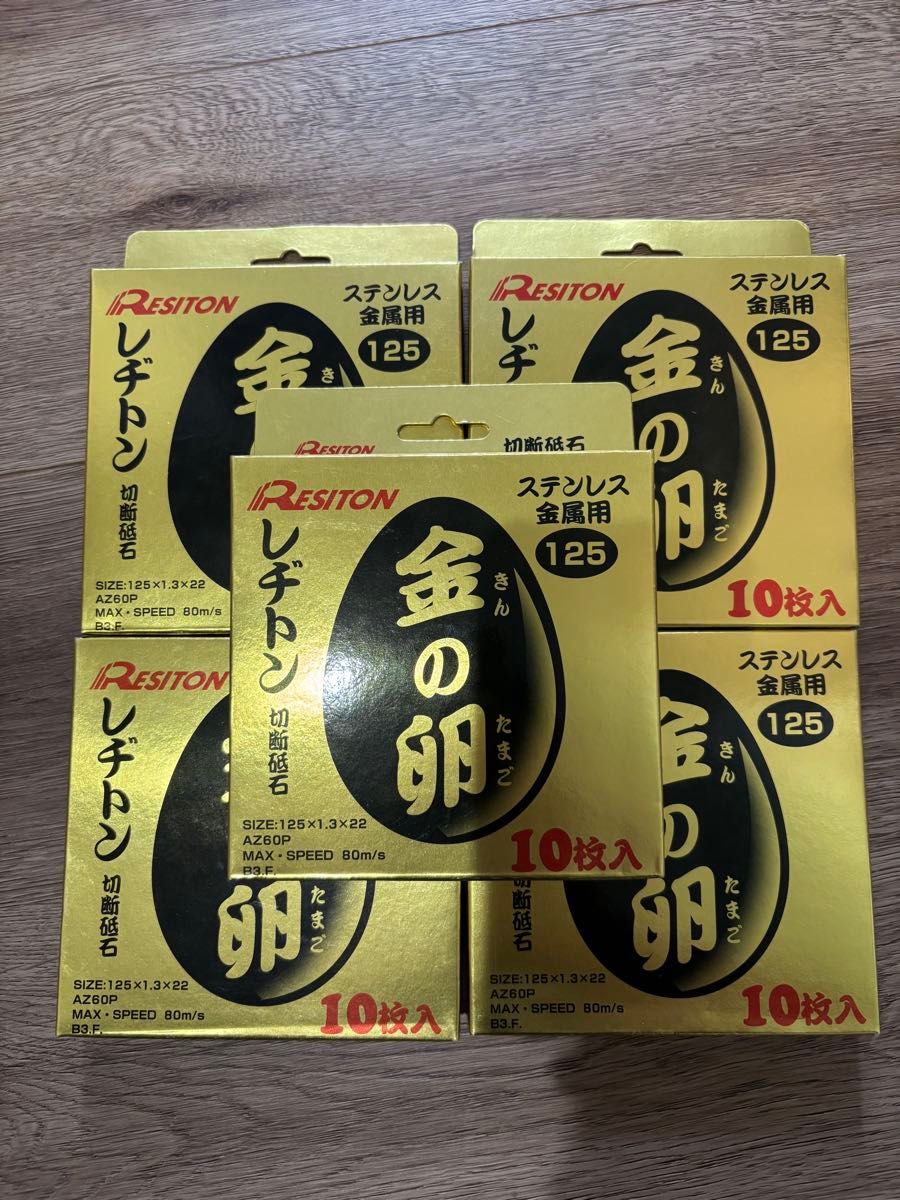 RESITON
レヂトン
切断砥石
ステンレス
金属用
125
金
き
SIZE:125×1.3×22
AZ60P
MAX・SPEED 80m/s
B3.F.
RESITON
レヂ
ステンレス
金属用
125
金の卵
きん
たまご
10枚入
RESITON
切断砥石
RESITON
レヂトン
切断砥石
ステンレス
金属用
125
金の卵
きん
たまご
SIZE:125×1.3×22
AZ60P
MAX・SPEED 80m/s
B3.F.
10枚入
RESITON
レヂトン
切断砥石
卵
たまご
SIZE:125×1.3×22
AZ60P
MAX・SPEED 80m/s
B3.F.
10枚入
ステンレス
金属用
125
金の卵
きん
たまご
切断砥石
SIZE:125×1.3×22
AZ60P
MAX・SPEED 80m/s
B3.F.
10枚入